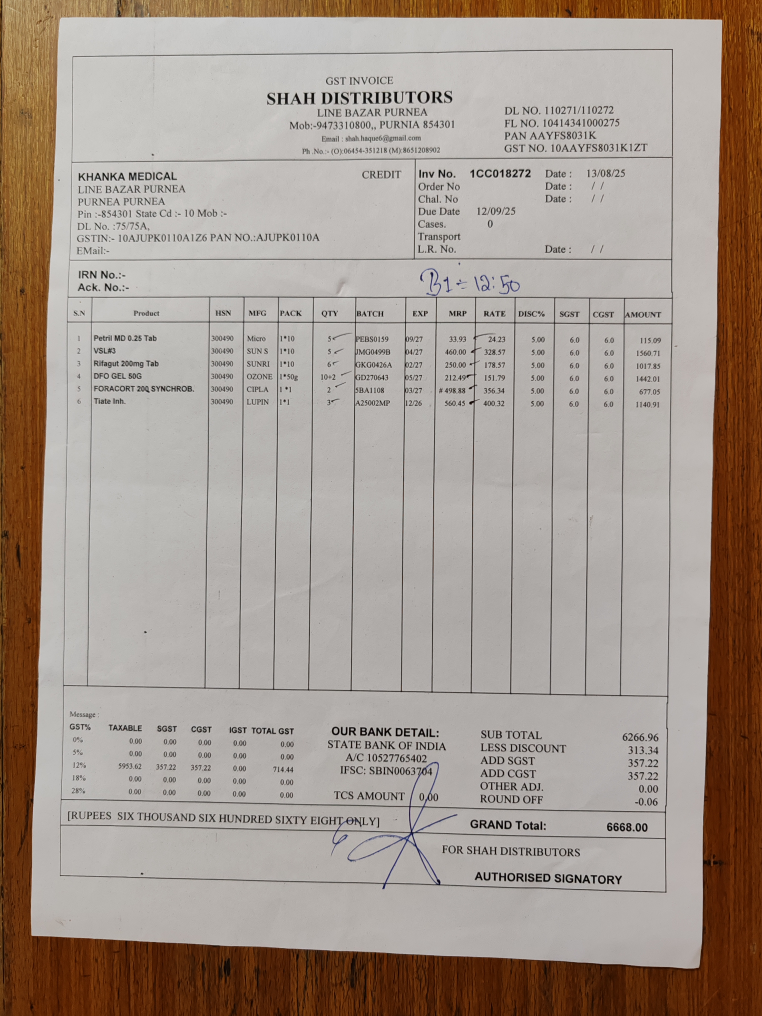 GST INVOICE
SHAH DISTRIBUTORS
LINE BAZAR PURNEA
Mob:-9473310800,, PURNIA 854301
Email : shah.haque6@gmail.com
Ph .No :- (O):06454-351218 (M):8651208902
DL NO. 110271/110272
FL NO. 10414341000275
PAN AAYFS8031K
GST NO. 10AAYFS8031K1ZT
KHANKA MEDICAL CREDIT
LINE BAZAR PURNEA
PURNEA PURNEA
Pin :-854301 State Cd :- 10 Mob :-
DL No. :75/75A,
GSTIN:- 10AJUPK0110A1Z6 PAN NO.:AJUPK0110A
EMail:-
Inv No. 1CC018272 Date : 13/08/25
Order No Date : / /
Chal. No Date : / /
Due Date 12/09/25
Cases. 0
Transport
L.R. No. Date : / /
IRN No.:-
Ack. No.:-
B1 ÷ 12:50
S.N Product HSN MFG PACK QTY BATCH EXP MRP RATE DISC% SGST CGST AMOUNT
1 Petril MD 0.25 Tab 300490 Micro 1*10 5 PEBS0159 09/27 33.93 24.23 5.00 6.0 6.0 115.09
2 VSL#3 300490 SUN S 1*10 5 JMG0499B 04/27 460.00 328.57 5.00 6.0 6.0 1560.71
3 Rifagut 200mg Tab 300490 SUNRI 1*10 6 GKG0426A 02/27 250.00 178.57 5.00 6.0 6.0 1017.85
4 DFO GEL 50G 300490 OZONE 1*50g 10+2 GD270643 05/27 212.49 151.79 5.00 6.0 6.0 1442.01
5 FORACORT 200 SYNCHROB. 300490 CIPLA 1 *1 2 5BA1108 03/27 # 498.88 356.34 5.00 6.0 6.0 677.05
6 Tiate Inh. 300490 LUPIN 1*1 3 A25002MP 12/26 560.45 400.32 5.00 6.0 6.0 1140.91
Message :
GST% TAXABLE SGST CGST IGST TOTAL GST
0% 0.00 0.00 0.00 0.00 0.00
5% 0.00 0.00 0.00 0.00 0.00
12% 5953.62 357.22 357.22 0.00 714.44
18% 0.00 0.00 0.00 0.00 0.00
28% 0.00 0.00 0.00 0.00 0.00
OUR BANK DETAIL:
STATE BANK OF INDIA
A/C 10527765402
IFSC: SBIN0063704
TCS AMOUNT 0.00
SUB TOTAL 6266.96
LESS DISCOUNT 313.34
ADD SGST 357.22
ADD CGST 357.22
OTHER ADJ. 0.00
ROUND OFF -0.06
[RUPEES SIX THOUSAND SIX HUNDRED SIXTY EIGHT ONLY]
GRAND Total: 6668.00
FOR SHAH DISTRIBUTORS
AUTHORISED SIGNATORY